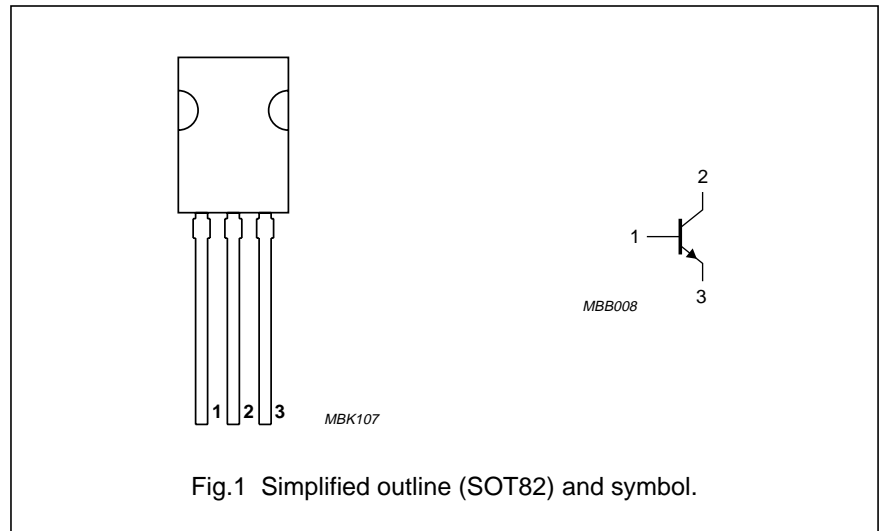 1 2 3
MBK107
2
1
3
MBB008
Fig.1 Simplified outline (SOT82) and symbol.